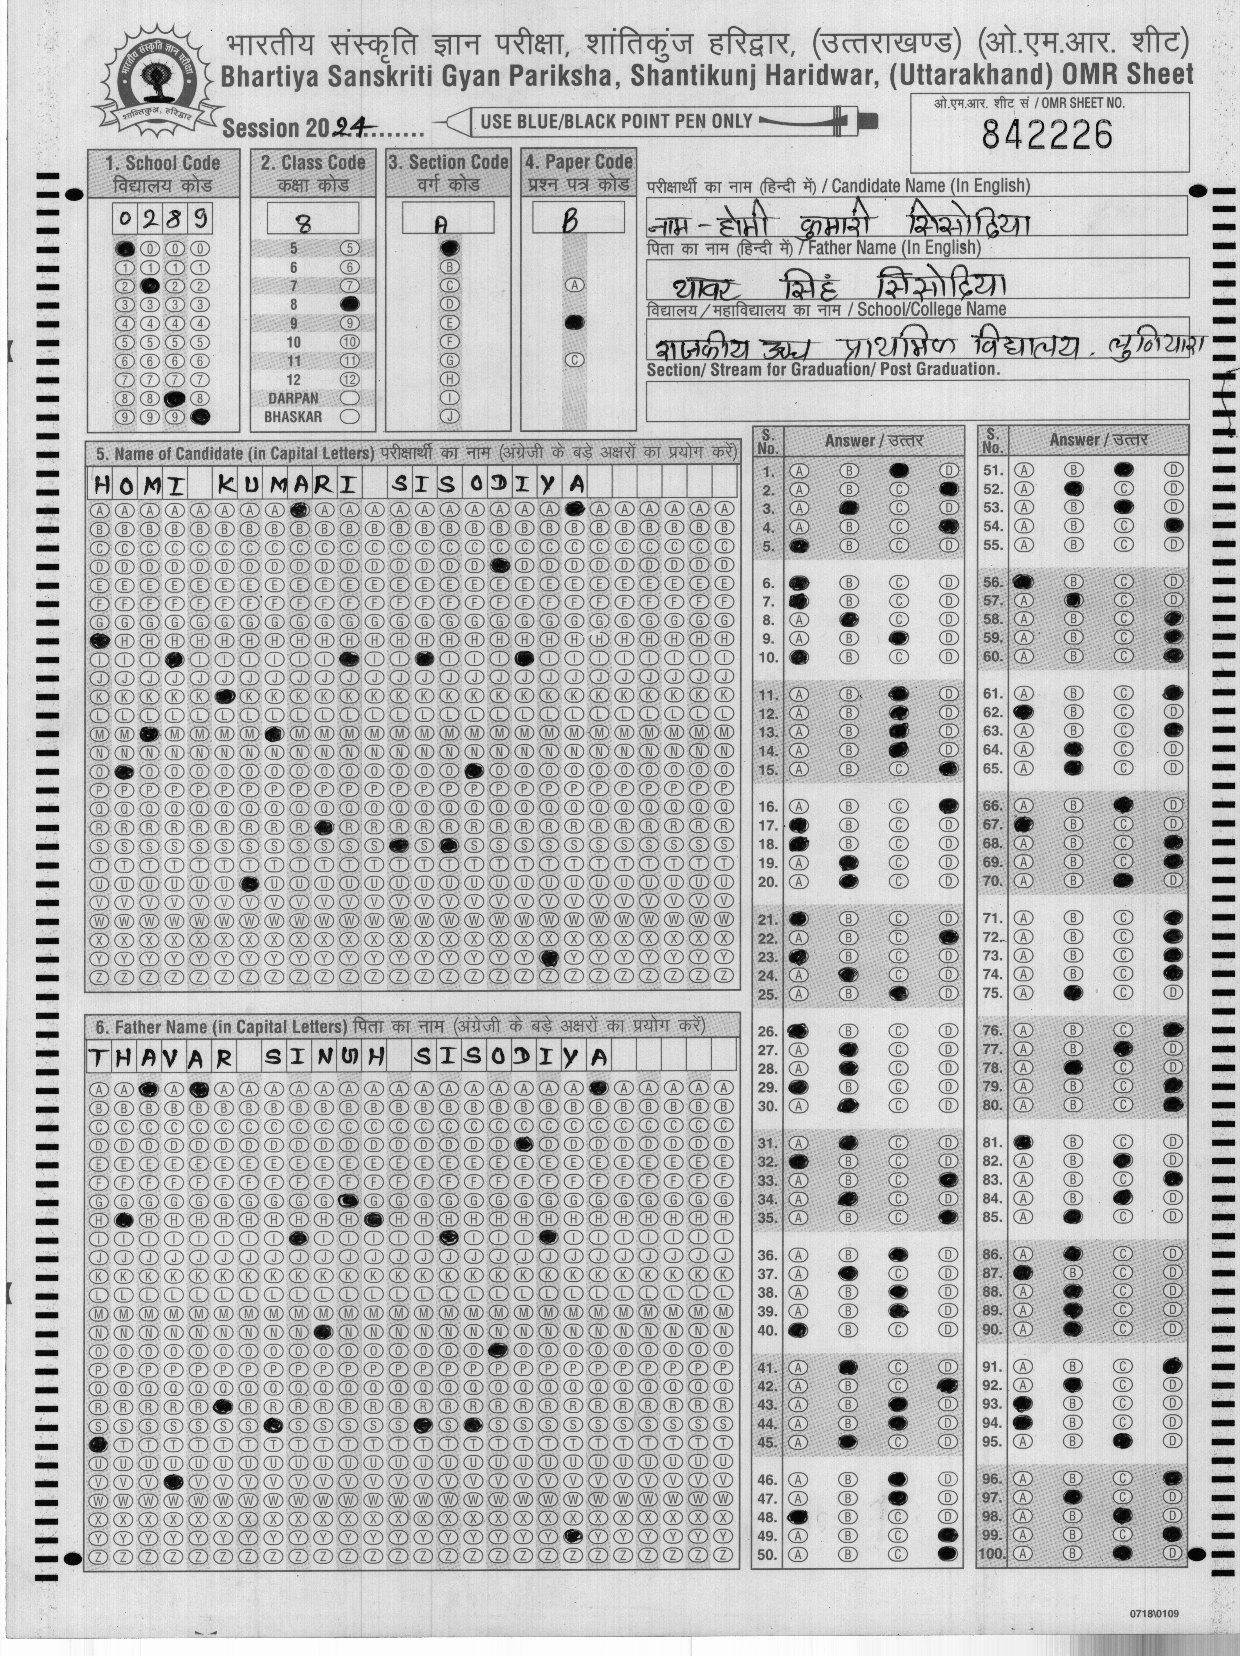 भारतीय संस्कृति ज्ञान परीक्षा, शांतिकुंज हरिद्वार, (उत्तराखण्ड) (ओ.एम.आर. शीट)
Bhartiya Sanskriti Gyan Pariksha, Shantikunj Haridwar, (Uttarakhand) OMR Sheet
Session 2024............
USE BLUE/BLACK POINT PEN ONLY
ओ.एम.आर. शीट सं / OMR SHEET NO.
842226
1. School Code
विद्यालय कोड
0289
2. Class Code
कक्षा कोड
8
5
6
7
8
9
10
11
12
DARPAN
BHASKAR
3. Section Code
वर्ग कोड
A
4. Paper Code
प्रश्न पत्र कोड
B
परीक्षार्थी का नाम (हिन्दी में) / Candidate Name (In English)
नाम - होमी कुमारी सिसोदिया
पिता का नाम (हिन्दी में) / Father Name (In English)
थावर सिहं सिसोदिया
विद्यालय / महाविद्यालय का नाम / School/College Name
राजकीय उच्च प्राथमिक विद्यालय. लुनियारा
Section/ Stream for Graduation/ Post Graduation.
5. Name of Candidate (in Capital Letters) परीक्षार्थी का नाम (अंग्रेजी के बड़े अक्षरों का प्रयोग करें)
HOMI KUMARI SISODIYA
6. Father Name (in Capital Letters) पिता का नाम (अंग्रेजी के बड़े अक्षरों का प्रयोग करें)
THAVAR SINGH SISODIYA
S. No. Answer / उत्तर
S. No. Answer / उत्तर
0718\0109